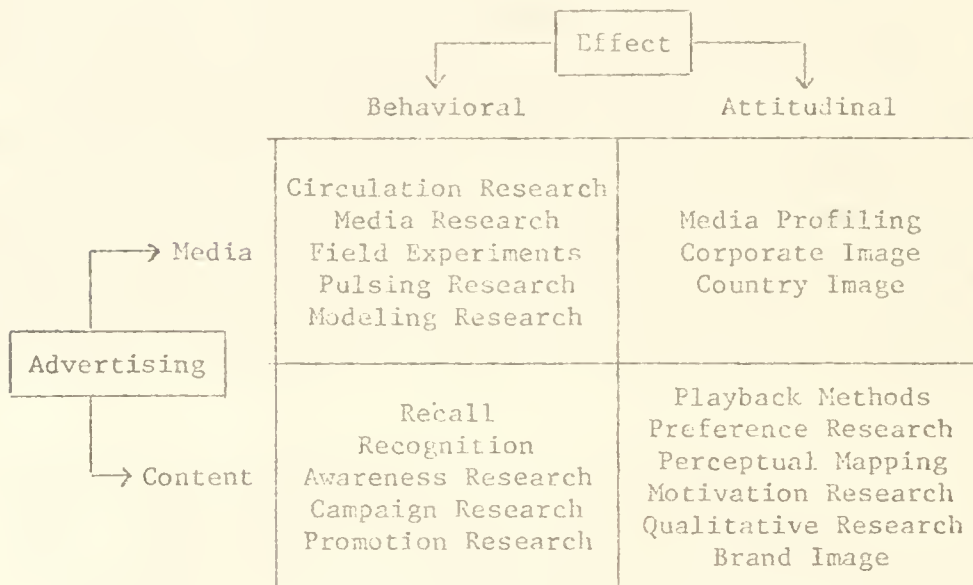 Effect
Behavioral Attitudinal
Circulation Research
Media Research
Field Experiments
Pulsing Research
Modeling Research
Media Profiling
Corporate Image
Country Image
Media
Advertising
Content
Recall
Recognition
Awareness Research
Campaign Research
Promotion Research
Playback Methods
Preference Research
Perceptual Mapping
Motivation Research
Qualitative Research
Brand Image